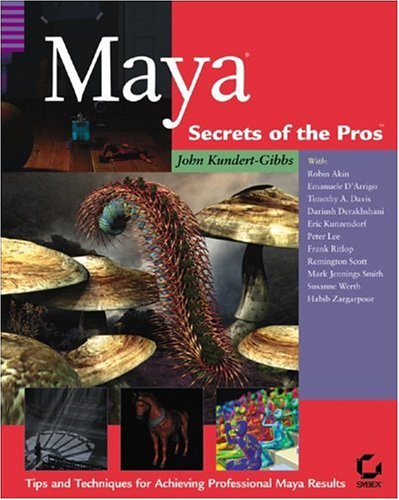 Maya®
Secrets of the Pros™
John Kundert-Gibbs
With:
Robin Akin
Emanuele D'Arrigo
Timothy A. Davis
Dariush Derakhshani
Eric Kunzendorf
Peter Lee
Frank Ritlop
Remington Scott
Mark Jennings Smith
Susanne Werth
Habib Zargarpour
Tips and Techniques for Achieving Professional Maya Results
SYBEX